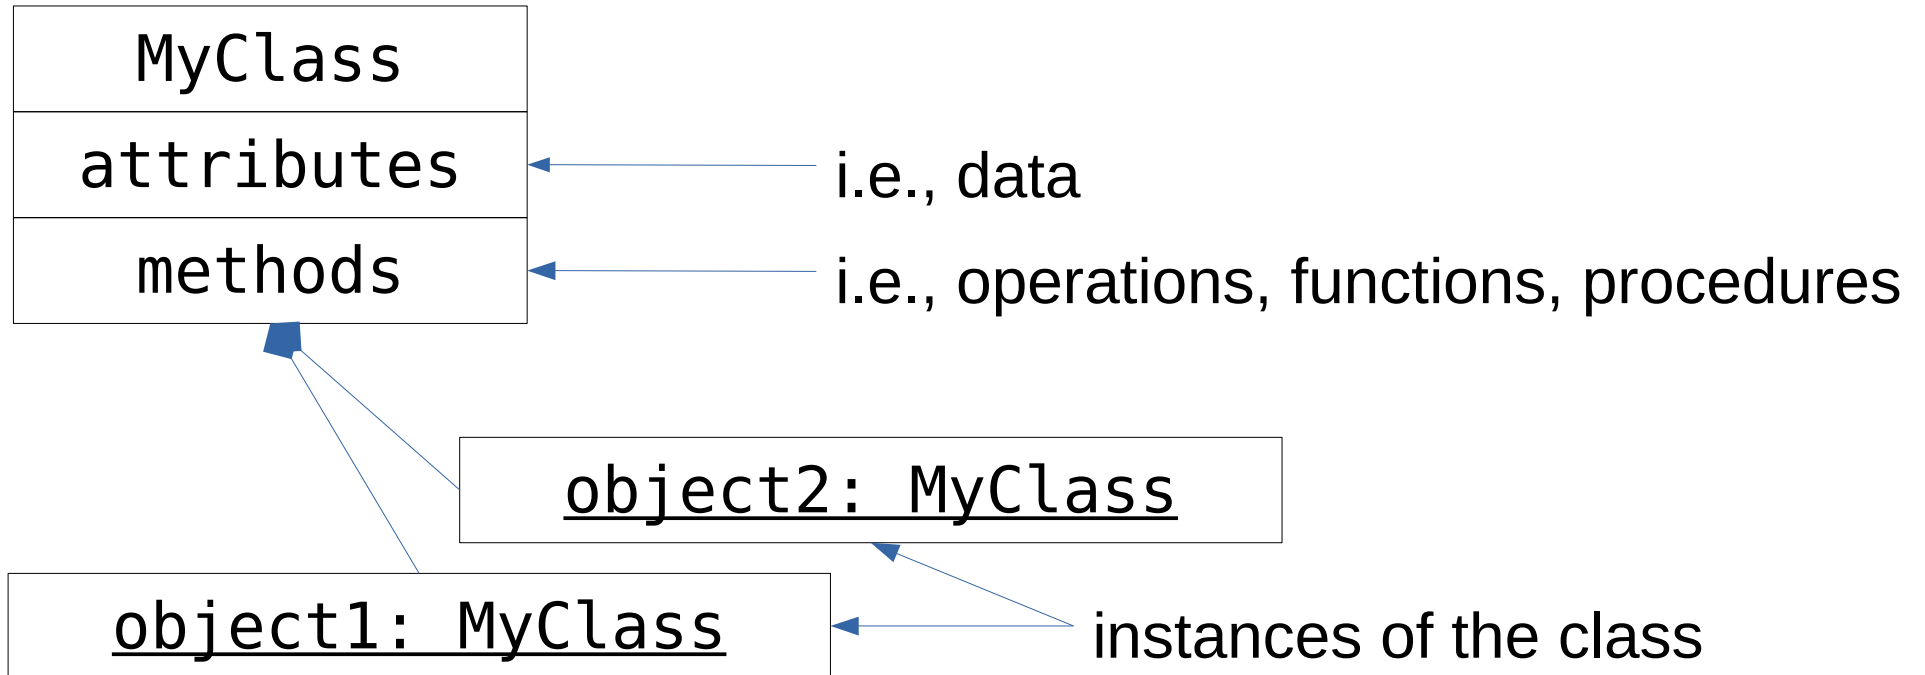 MyClass
attributes
i.e., data
methods
i.e., operations, functions, procedures
object2: MyClass
object1: MyClass
instances of the class